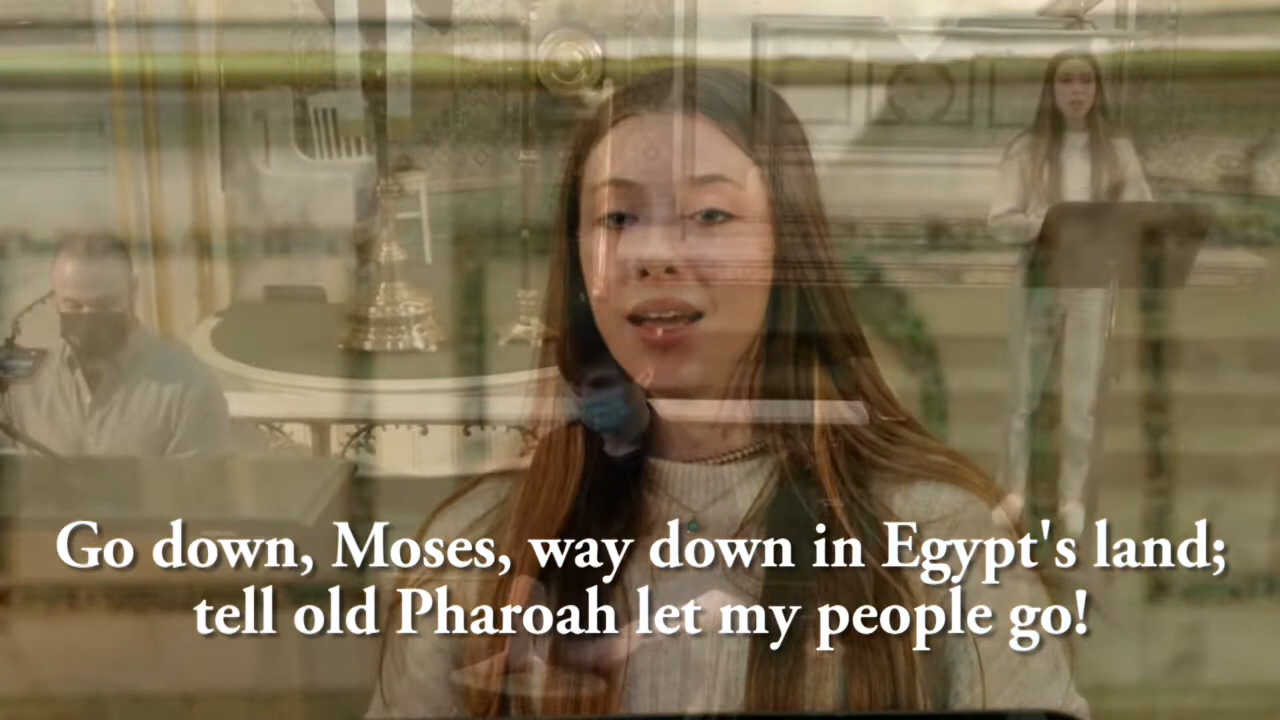 Go down, Moses, way down in Egypt's land;
tell old Pharoah let my people go!